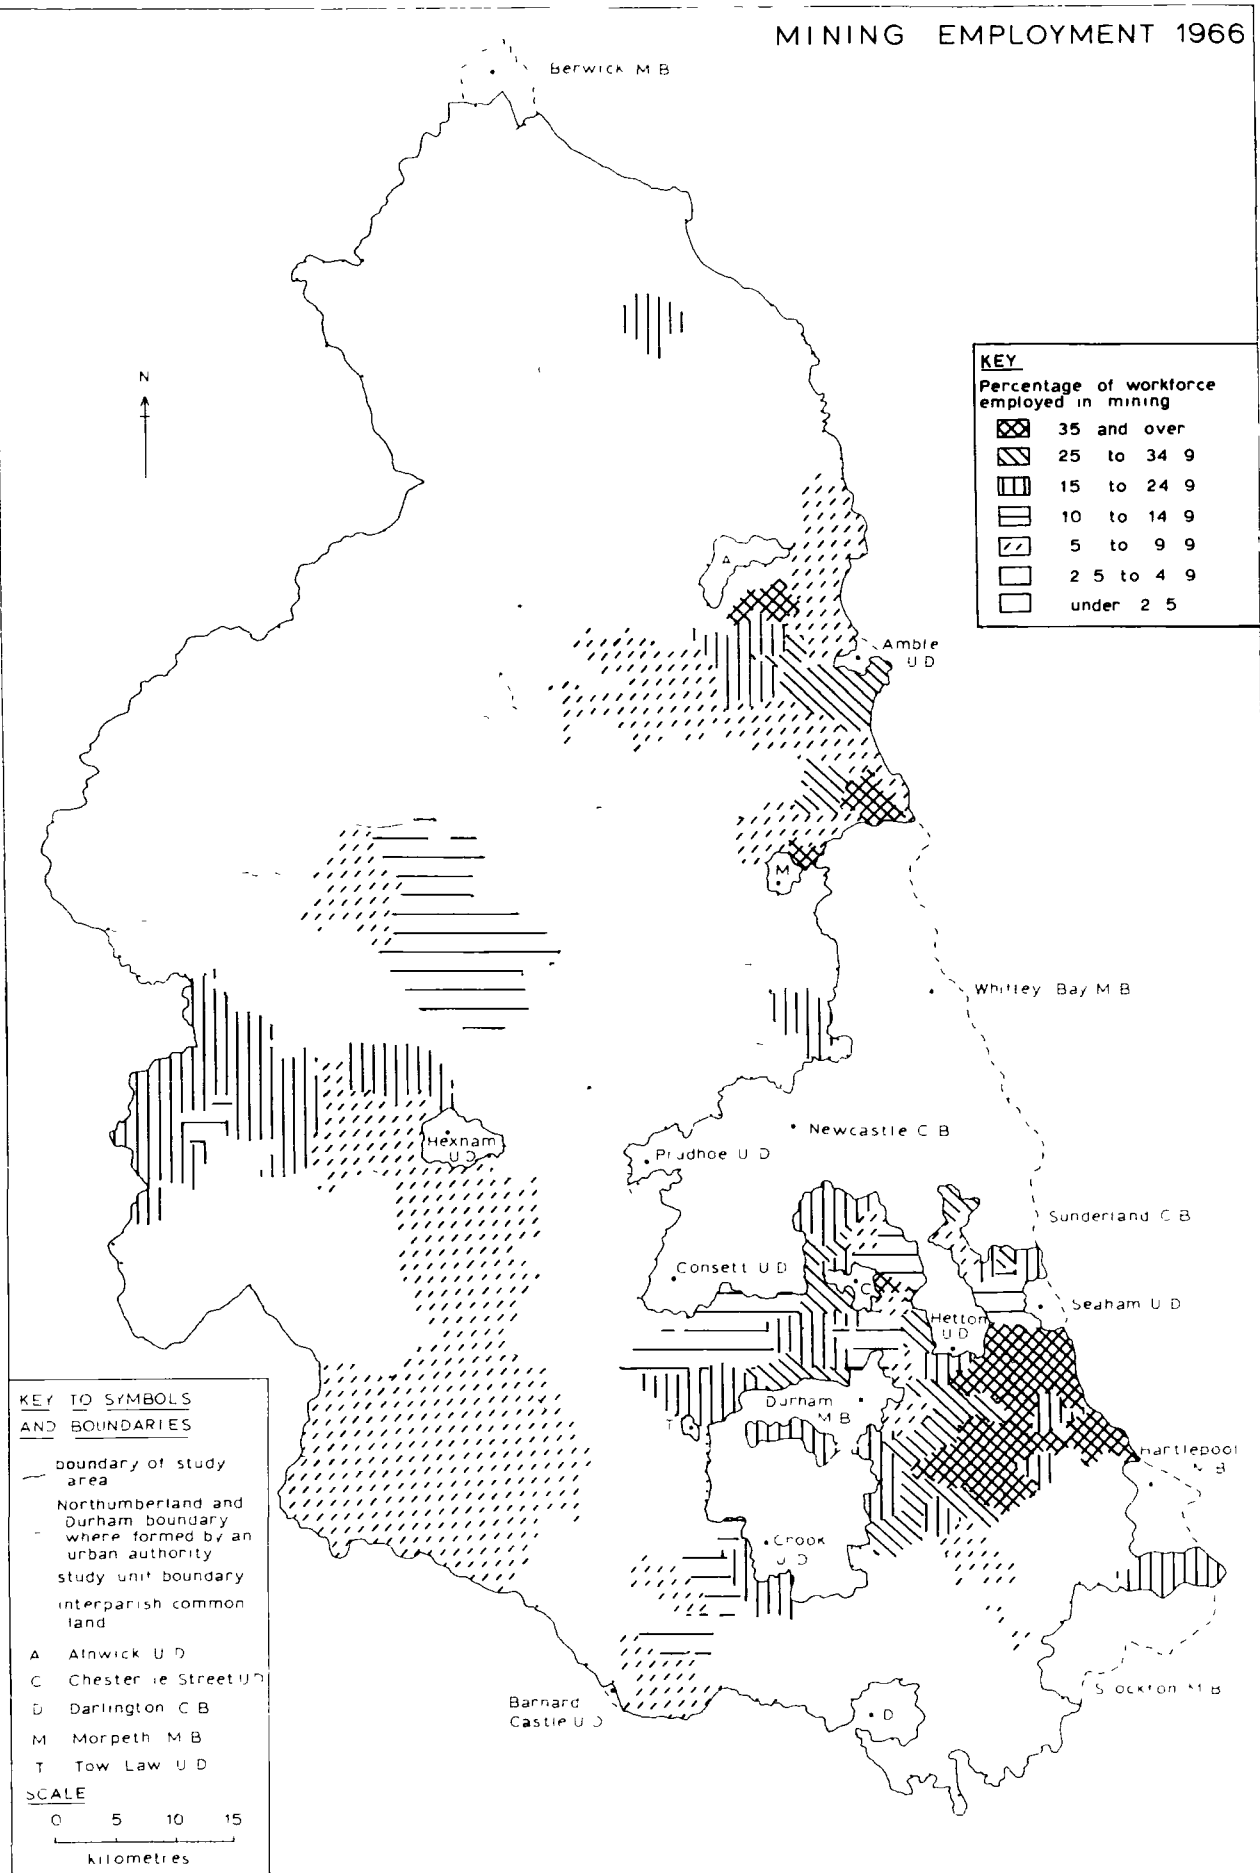 MINING EMPLOYMENT 1966
Berwick M B
N
KEY
Percentage of workforce
employed in mining
35 and over
25 to 34 9
15 to 24 9
10 to 14 9
5 to 9 9
2 5 to 4 9
under 2 5
A
Amble
U D
M
Whitley Bay M B
Newcastle C B
Hexham
U D
Prudhoe U D
Sunderland C B
Consett U D
C
Seaham U D
Hetton
U D
Durham
M B
T
Hartlepool
M B
Crook
U D
Stockton M B
Barnard
Castle U D
D
KEY TO SYMBOLS
AND BOUNDARIES
boundary of study
area
Northumberland and
Durham boundary
where formed by an
urban authority
study unit boundary
interparish common
land
A Alnwick U D
C Chester le Street U D
D Darlington C B
M Morpeth M B
T Tow Law U D
SCALE
0 5 10 15
kilometres